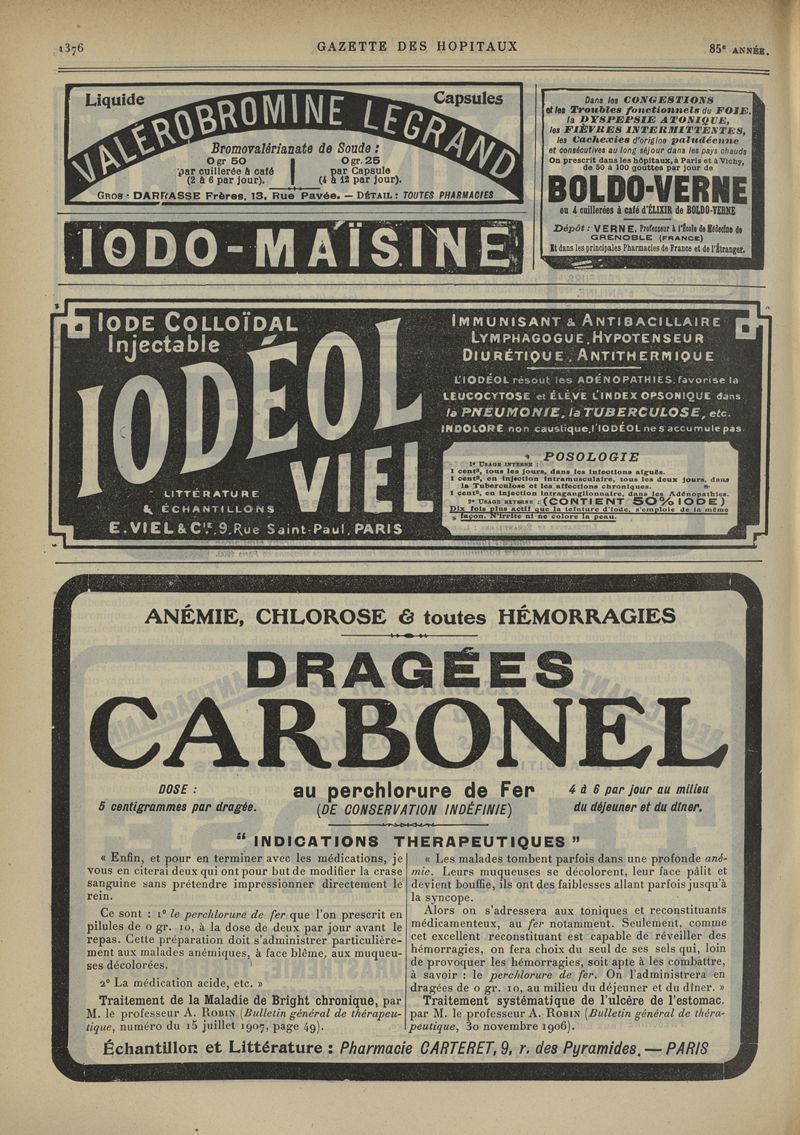 1376
GAZETTE DES HOPITAUX
85e ANNÉE.
Liquide
Capsules
VALÉROBROMINE LEGRAND
Bromovalérianate de Soude :
0 gr 50
par cuillerée à café
(2 à 6 par jour).
0 gr. 25
par Capsule
(4 à 12 par jour).
GROS : DARRASSE Frères, 13, Rue Pavée. — DÉTAIL : TOUTES PHARMACIES
IODO-MAÏSINE
Dans les CONGESTIONS
et les Troubles fonctionnels du FOIE,
la DYSPEPSIE ATONIQUE,
les FIÈVRES INTERMITTENTES,
les Cachexies d'origine paludéenne
et consécutives au long séjour dans les pays chauds
On prescrit dans les hôpitaux, à Paris et à Vichy,
de 50 à 100 gouttes par jour de
BOLDO-VERNE
ou 4 cuillerées à café d'ÉLIXIR de BOLDO-VERNE
Dépôt : VERNE, Professeur à l'École de Médecine de
GRENOBLE (FRANCE)
Et dans les principales Pharmacies de France et de l'Étranger.
IODE COLLOÏDAL
Injectable
IODÉOL
VIEL
LITTÉRATURE
& ÉCHANTILLONS
E. VIEL & Cie, 9, Rue Saint-Paul, PARIS
IMMUNISANT & ANTIBACILLAIRE
LYMPHAGOGUE, HYPOTENSEUR
DIURÉTIQUE, ANTITHERMIQUE
L'IODÉOL résout les ADÉNOPATHIES, favorise la
LEUCOCYTOSE et ÉLÈVE L'INDEX OPSONIQUE dans
la PNEUMONIE, la TUBERCULOSE, etc.
INDOLORE non caustique, l'IODÉOL ne s'accumule pas
POSOLOGIE
1° USAGE INTERNE :
1 cent3, tous les jours, dans les infections aiguës.
1 cent3, en injection intramusculaire, tous les deux jours, dans
la Tuberculose et les affections chroniques.
1 cent3, en injection intraganglionnaire, dans les Adénopathies.
2° USAGE EXTERNE : (CONTIENT 50% IODE)
Dix fois plus actif que la teinture d'iode, s'emploie de la même
façon. N'irrite ni ne colore la peau.
ANÉMIE, CHLOROSE & toutes HÉMORRAGIES
DRAGÉES
CARBONEL
DOSE :
5 centigrammes par dragée.
au perchlorure de Fer
(DE CONSERVATION INDÉFINIE)
4 à 6 par jour au milieu
du déjeuner et du dîner.
“ INDICATIONS THERAPEUTIQUES ”
« Enfin, et pour en terminer avec les médications, je
vous en citerai deux qui ont pour but de modifier la crase
sanguine sans prétendre impressionner directement le
rein.
Ce sont : 1° le perchlorure de fer que l'on prescrit en
pilules de 0 gr. 10, à la dose de deux par jour avant le
repas. Cette préparation doit s'administrer particulière-
ment aux malades anémiques, à face blême, aux muqueu-
ses décolorées.
2° La médication acide, etc. »
Traitement de la Maladie de Bright chronique, par
M. le professeur A. ROBIN (Bulletin général de thérapeu-
tique, numéro du 15 juillet 1907, page 49).
« Les malades tombent parfois dans une profonde ané-
mie. Leurs muqueuses se décolorent, leur face pâlit et
devient bouffie, ils ont des faiblesses allant parfois jusqu'à
la syncope.
Alors on s'adressera aux toniques et reconstituants
médicamenteux, au fer notamment. Seulement, comme
cet excellent reconstituant est capable de réveiller des
hémorragies, on fera choix du seul de ses sels qui, loin
de provoquer les hémorragies, soit apte à les combattre,
à savoir : le perchlorure de fer. On l'administrera en
dragées de 0 gr. 10, au milieu du déjeuner et du dîner. »
Traitement systématique de l'ulcère de l'estomac,
par M. le professeur A. ROBIN (Bulletin général de théra-
peutique, 30 novembre 1906).
Échantillon et Littérature : Pharmacie CARTERET, 9, r. des Pyramides. — PARIS